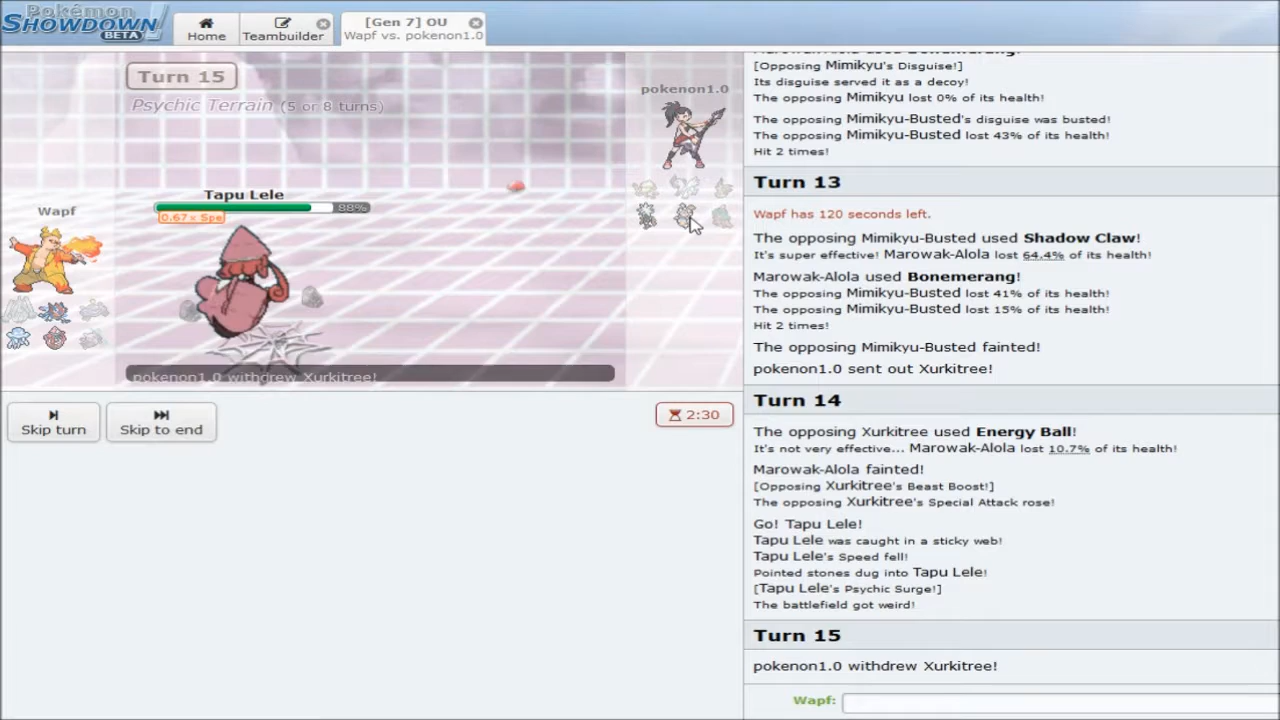 Pokémon
SHOWDOWN
BETA
Home
Teambuilder
[Gen 7] OU
Wapf vs. pokenon1.0
Turn 15
Psychic Terrain (5 or 8 turns)
pokenon1.0
Tapu Lele
88%
0.67× Spe
Wapf
pokenon1.0 withdrew Xurkitree!
Skip turn
Skip to end
2:30
Marowak-Alola used Bonemerang!
[Opposing Mimikyu's Disguise!]
Its disguise served it as a decoy!
The opposing Mimikyu lost 0% of its health!
The opposing Mimikyu-Busted's disguise was busted!
The opposing Mimikyu-Busted lost 43% of its health!
Hit 2 times!
Turn 13
Wapf has 120 seconds left.
The opposing Mimikyu-Busted used Shadow Claw!
It's super effective! Marowak-Alola lost 64.4% of its health!
Marowak-Alola used Bonemerang!
The opposing Mimikyu-Busted lost 41% of its health!
The opposing Mimikyu-Busted lost 15% of its health!
Hit 2 times!
The opposing Mimikyu-Busted fainted!
pokenon1.0 sent out Xurkitree!
Turn 14
The opposing Xurkitree used Energy Ball!
It's not very effective... Marowak-Alola lost 10.7% of its health!
Marowak-Alola fainted!
[Opposing Xurkitree's Beast Boost!]
The opposing Xurkitree's Special Attack rose!
Go! Tapu Lele!
Tapu Lele was caught in a sticky web!
Tapu Lele's Speed fell!
Pointed stones dug into Tapu Lele!
[Tapu Lele's Psychic Surge!]
The battlefield got weird!
Turn 15
pokenon1.0 withdrew Xurkitree!
Wapf: